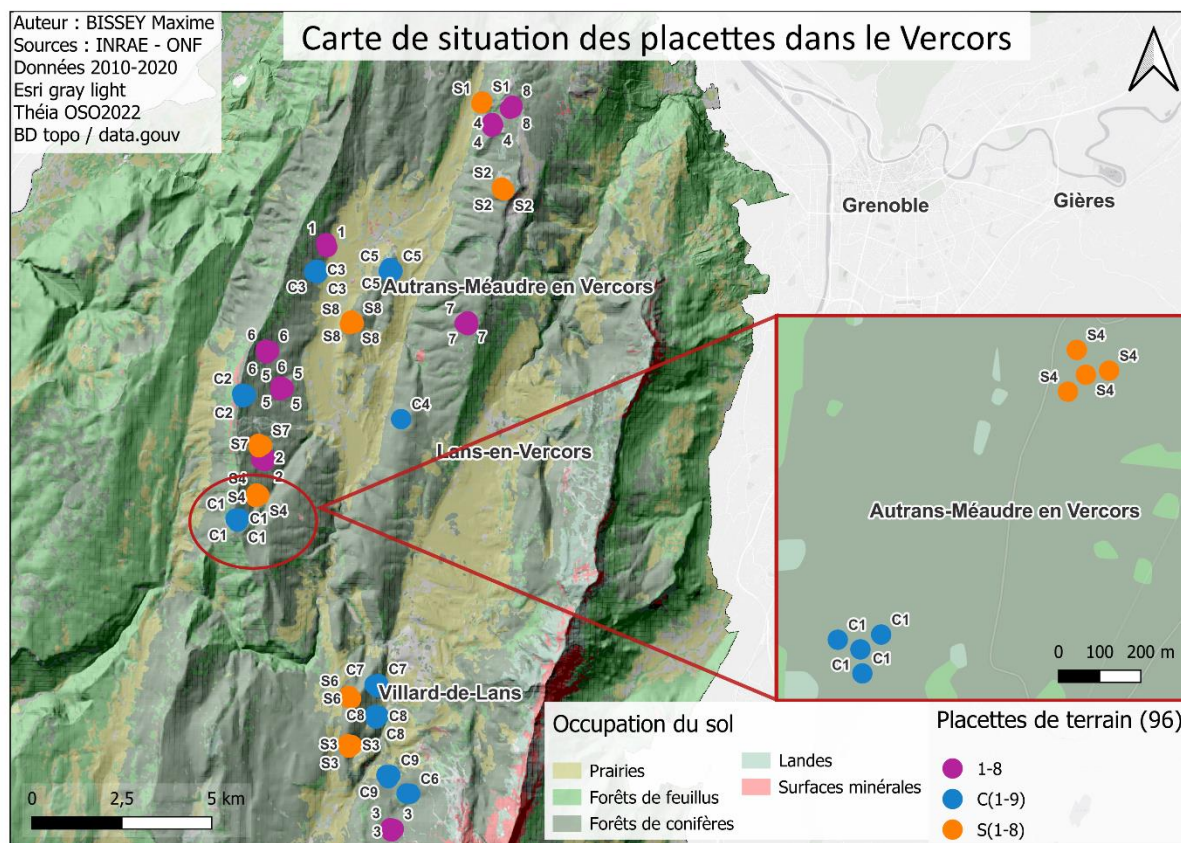 Auteur : BISSEY Maxime
Sources : INRAE - ONF
Données 2010-2020
Esri gray light
Théia OSO2022
BD topo / data.gouv
Carte de situation des placettes dans le Vercors
S1
S1
8
4
8
4
4
S2
S2
S2
Grenoble
Gières
1
1
C3
C3
C3
C5
C5
C5
Autrans-Méaudre en Vercors
S8
S8
S8
7
7
7
6
6
6
5
5
5
C2
C2
C4
S7
S7
2
2
Lans-en-Vercors
S4
S4
S4
C1
C1
C1
C1
S4
S4
S4
S4
Autrans-Méaudre en Vercors
C1
C1
C1
C1
0 100 200 m
C7
C7
S6
S6
Villard-de-Lans
C8
C8
C8
S3
S3
S3
C9
C9
C6
3
3
3
0 2,5 5 km
Occupation du sol
Prairies
Forêts de feuillus
Forêts de conifères
Landes
Surfaces minérales
Placettes de terrain (96)
1-8
C(1-9)
S(1-8)